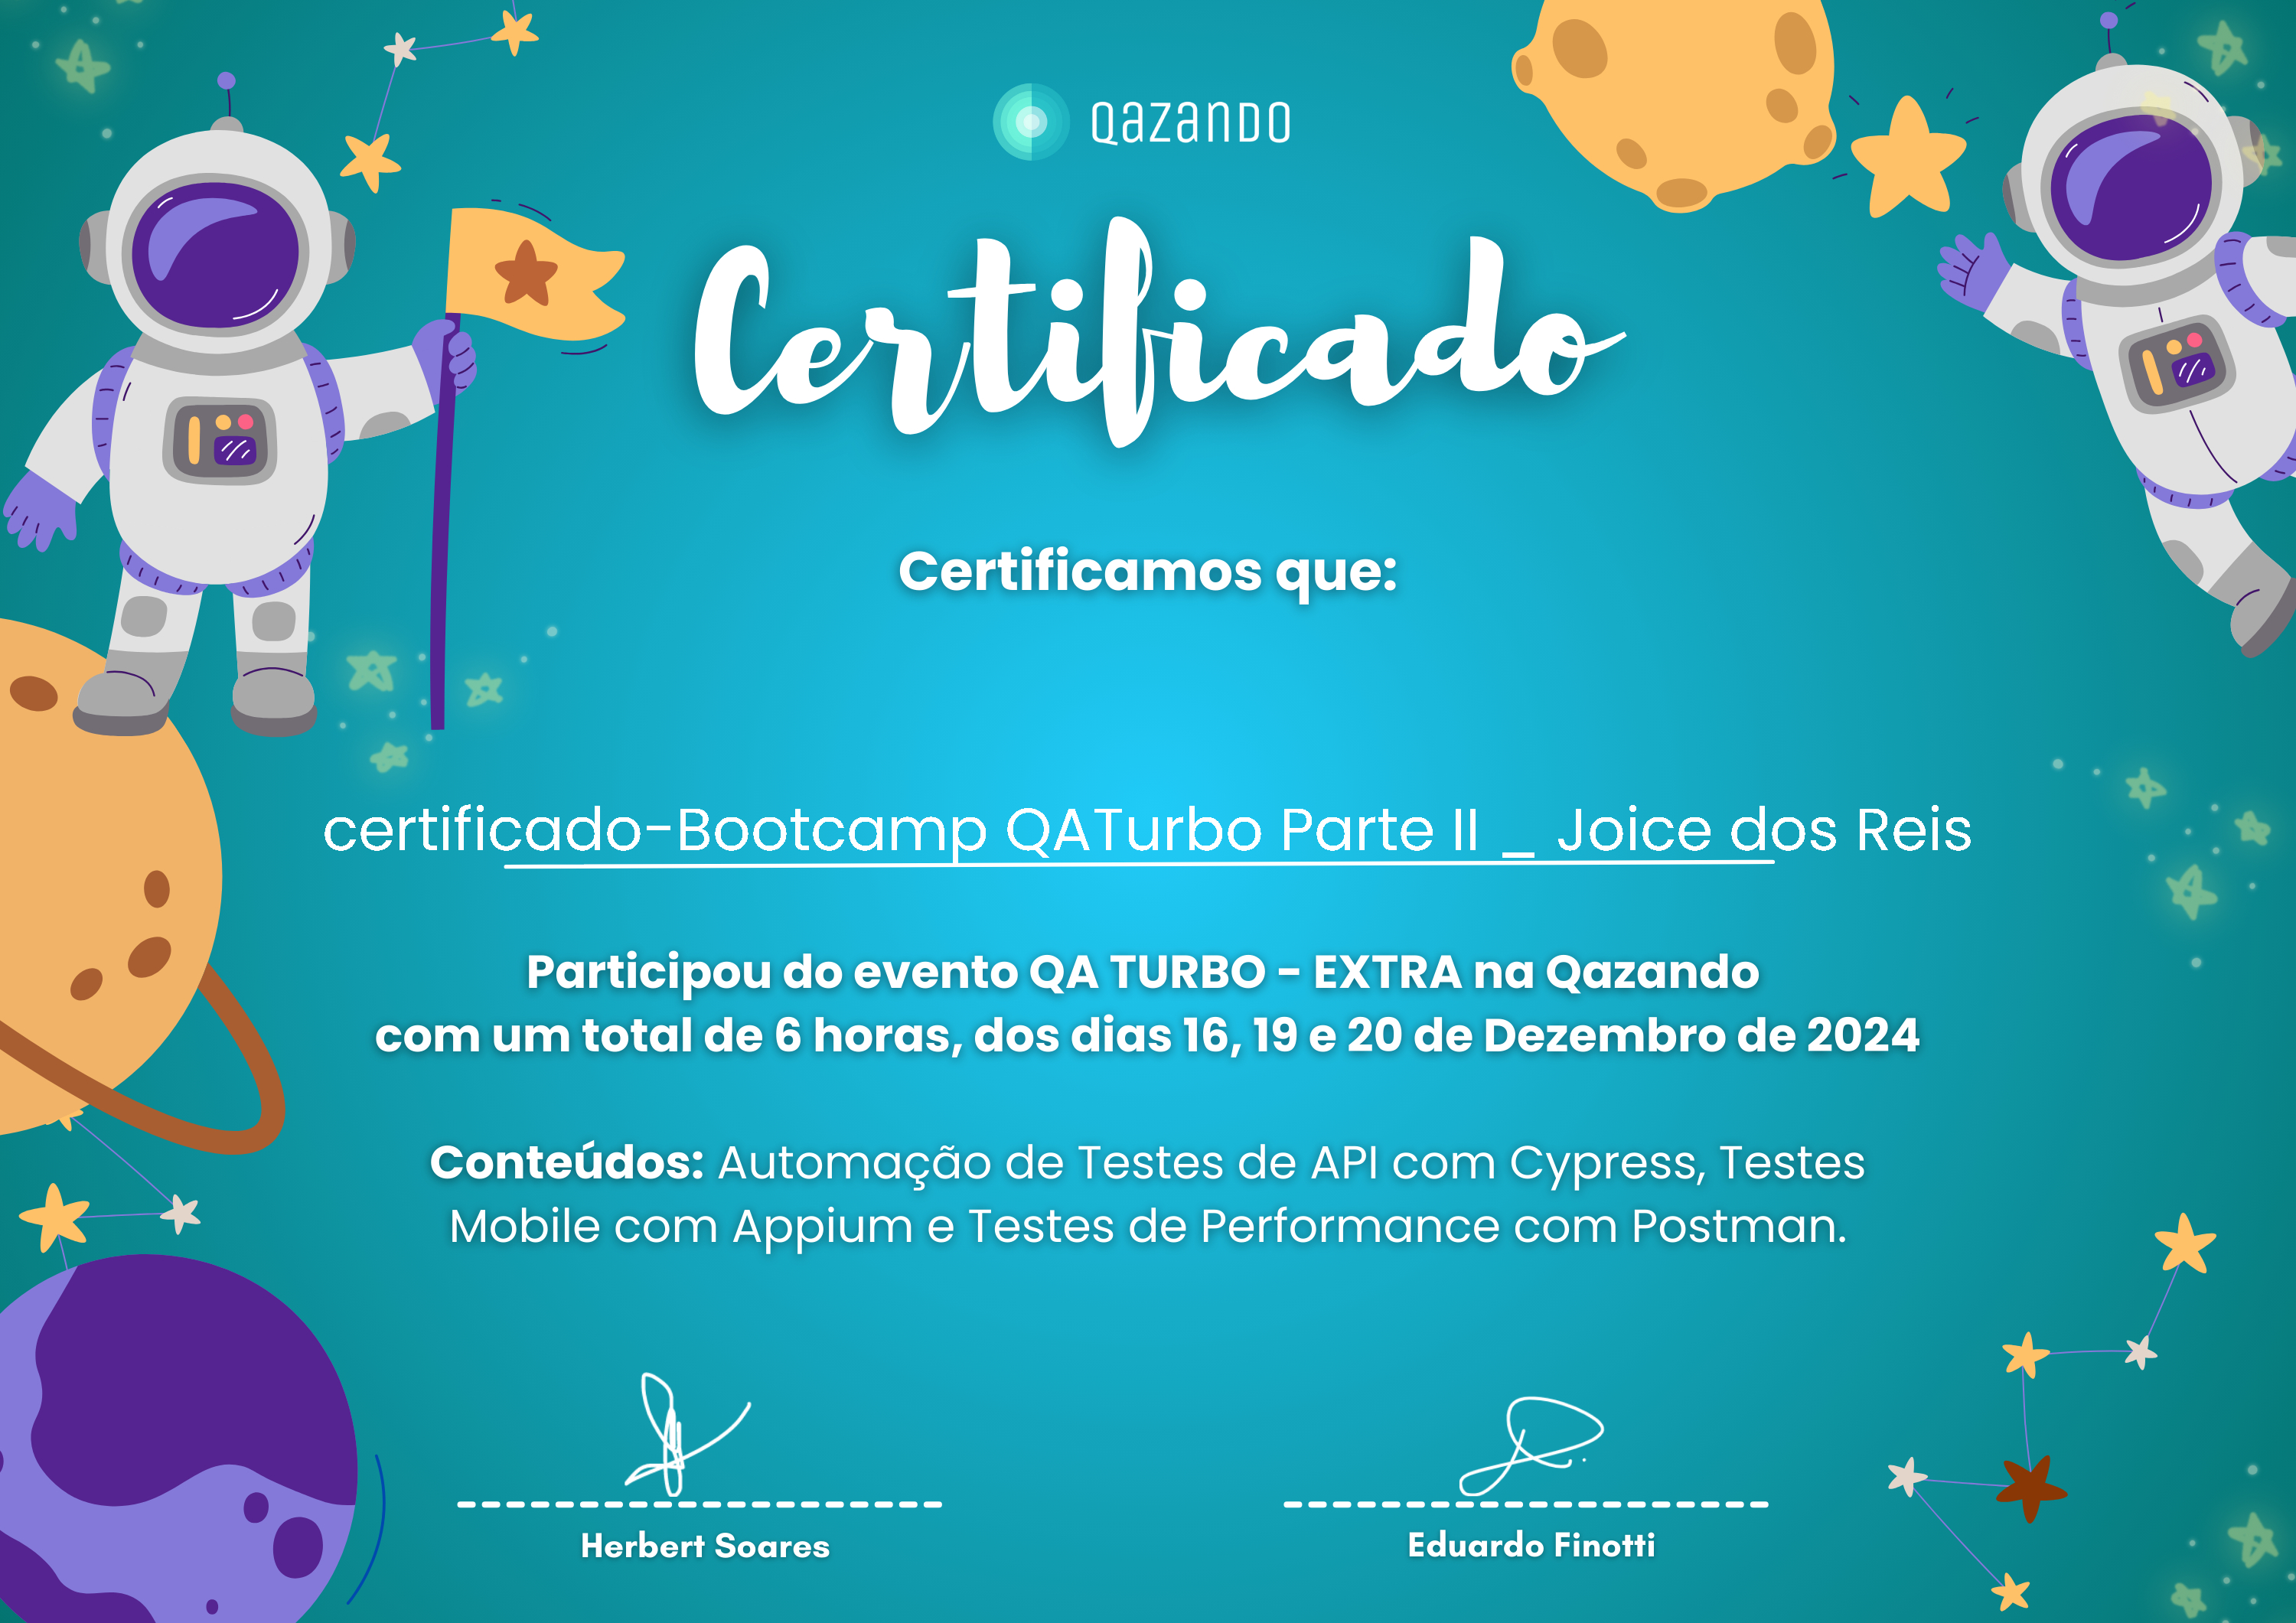 QAZANDO
Certificado
Certificamos que:
certificado-Bootcamp QATurbo Parte II _ Joice dos Reis
Participou do evento QA TURBO - EXTRA na Qazando
com um total de 6 horas, dos dias 16, 19 e 20 de Dezembro de 2024
Conteúdos: Automação de Testes de API com Cypress, Testes
Mobile com Appium e Testes de Performance com Postman.
Herbert Soares
Eduardo Finotti